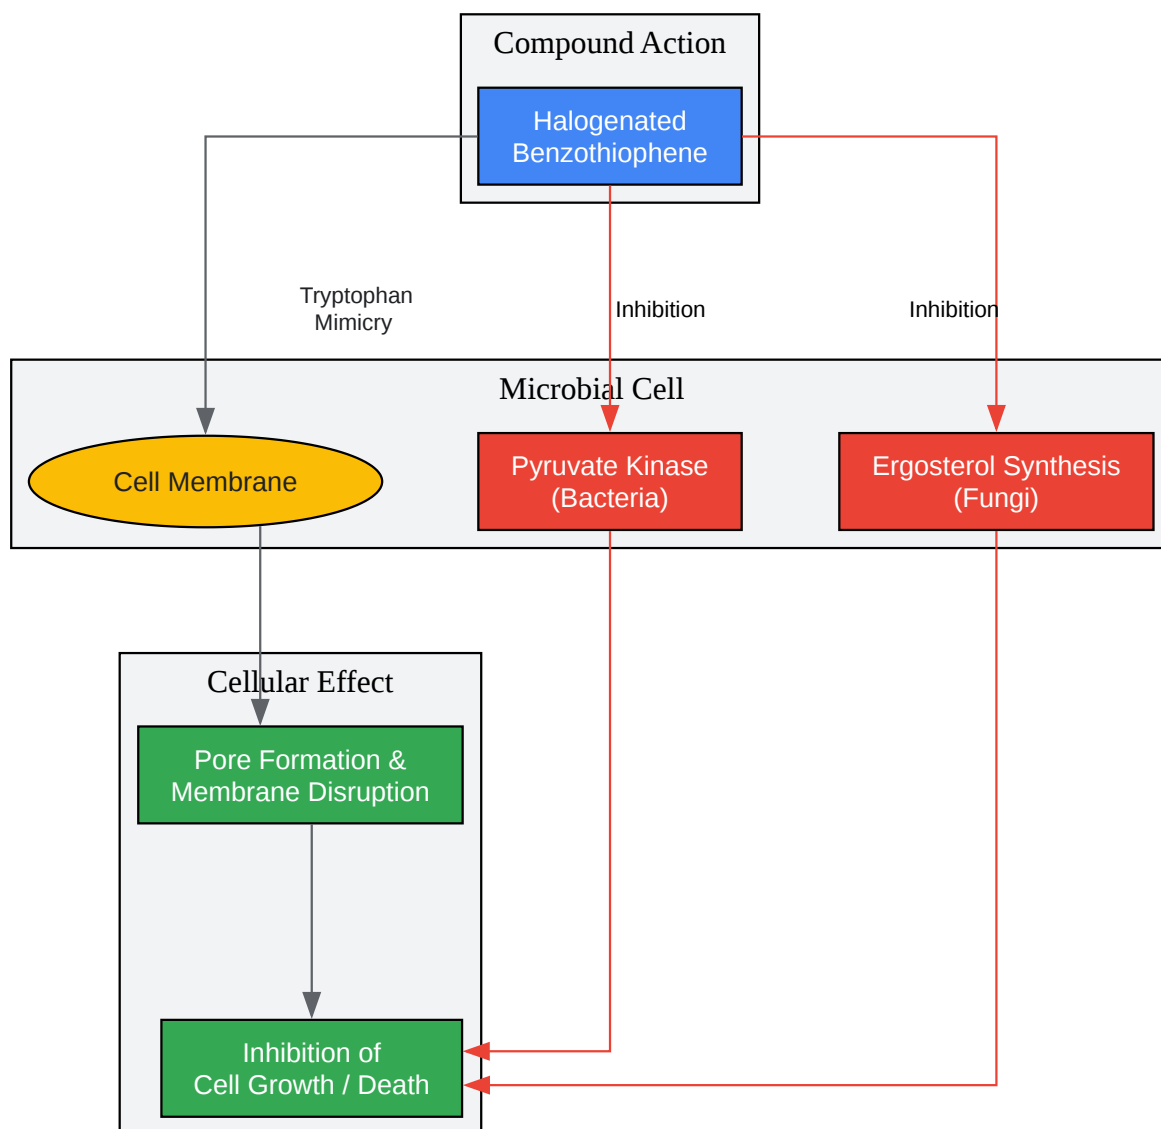 Compound Action
Halogenated
Benzothiophene
Tryptophan
Mimicry
Inhibition
Inhibition
Microbial Cell
Cell Membrane
Pyruvate Kinase
(Bacteria)
Ergosterol Synthesis
(Fungi)
Cellular Effect
Pore Formation &
Membrane Disruption
Inhibition of
Cell Growth / Death